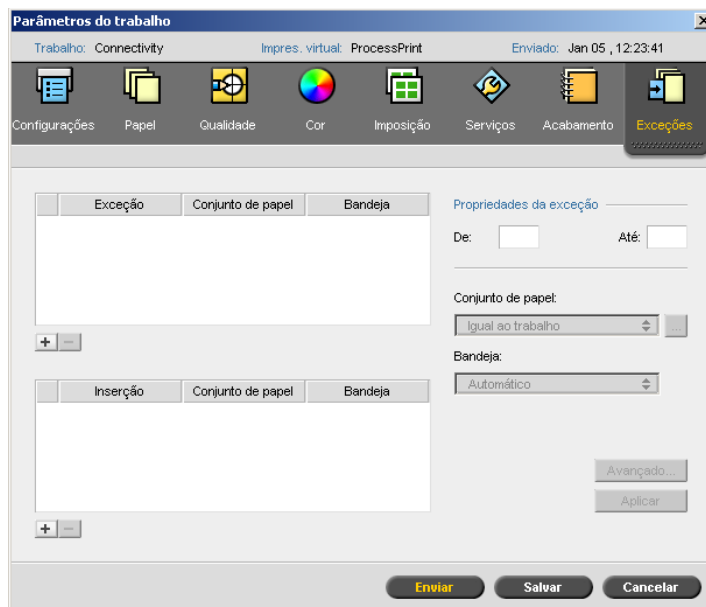 Parâmetros do trabalho
Trabalho: Connectivity Impres. virtual: ProcessPrint Enviado: Jan 05 , 12:23:41
Configurações Papel Qualidade Cor Imposição Serviços Acabamento Exceções
Exceção Conjunto de papel Bandeja
Propriedades da exceção
De: Até:
Conjunto de papel:
Igual ao trabalho ...
Bandeja:
Automático
Inserção Conjunto de papel Bandeja
Avançado...
Aplicar
Enviar Salvar Cancelar